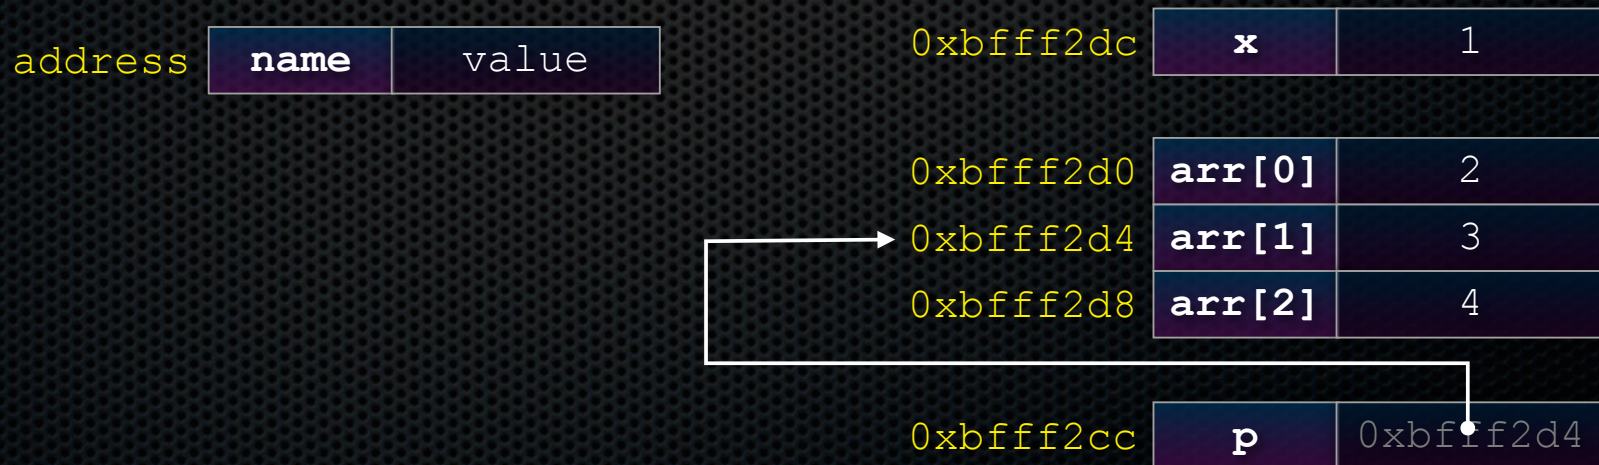 address name value
0xbfff2dc x 1
0xbfff2d0 arr[0] 2
0xbfff2d4 arr[1] 3
0xbfff2d8 arr[2] 4
0xbfff2cc p 0xbfff2d4